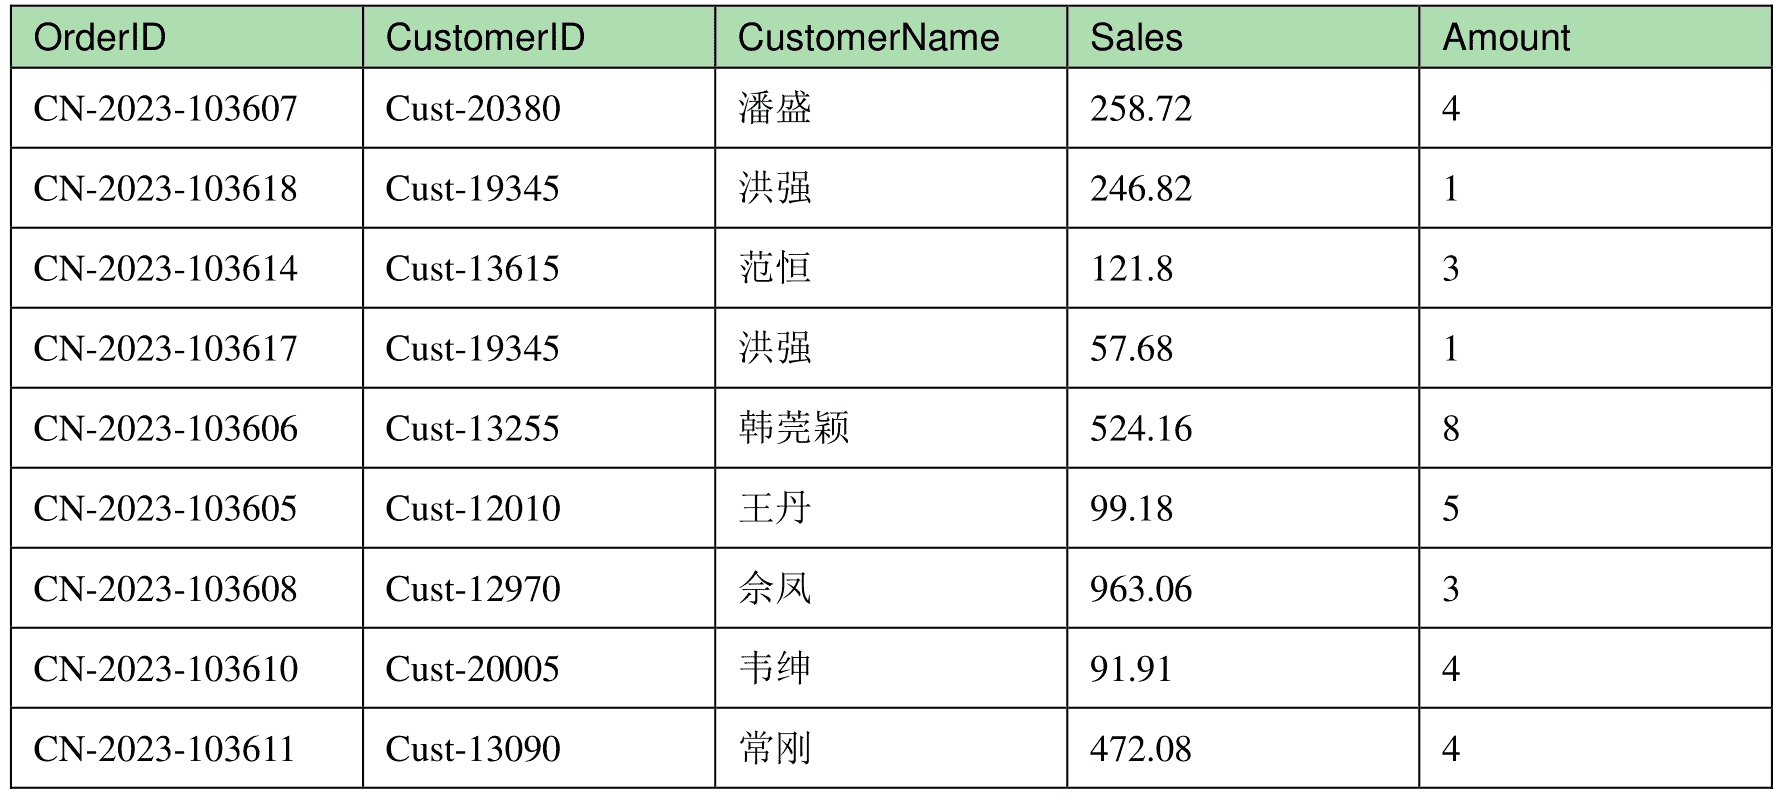 OrderID CustomerID CustomerName Sales Amount
CN-2023-103607 Cust-20380 潘盛 258.72 4
CN-2023-103618 Cust-19345 洪强 246.82 1
CN-2023-103614 Cust-13615 范恒 121.8 3
CN-2023-103617 Cust-19345 洪强 57.68 1
CN-2023-103606 Cust-13255 韩莞颖 524.16 8
CN-2023-103605 Cust-12010 王丹 99.18 5
CN-2023-103608 Cust-12970 佘凤 963.06 3
CN-2023-103610 Cust-20005 韦绅 91.91 4
CN-2023-103611 Cust-13090 常刚 472.08 4